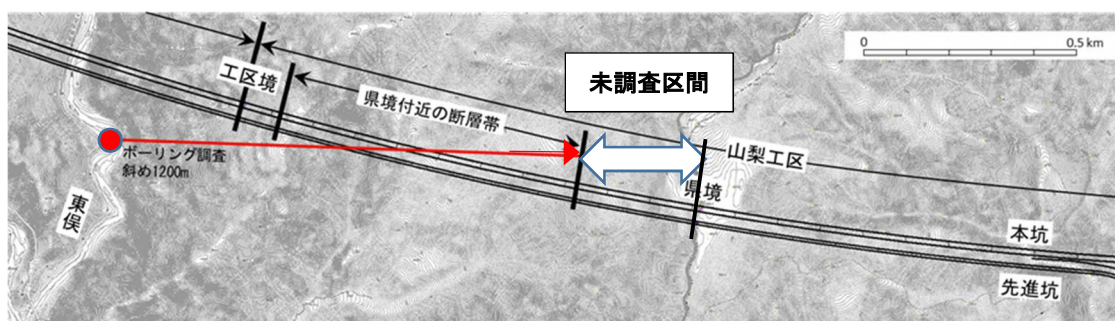 0
0.5 km
工区境
未調査区間
県境付近の断層帯
山梨工区
ボーリング調査
斜め1200m
県境
東俣
本坑
先進坑